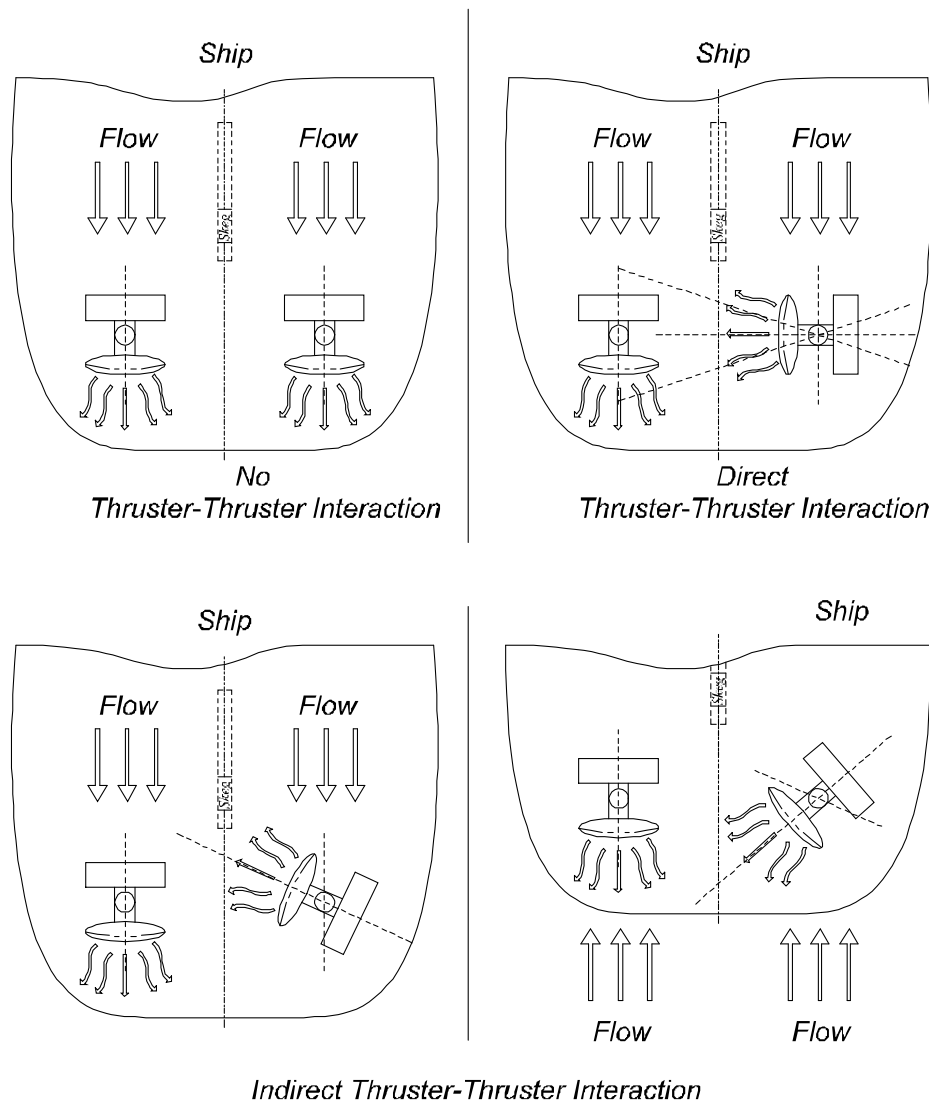 Ship
Flow Flow
Skeg
No
Thruster-Thruster Interaction
Ship
Flow Flow
Skeg
Direct
Thruster-Thruster Interaction
Ship
Flow Flow
Skeg
Ship
Skeg
Flow Flow
Indirect Thruster-Thruster Interaction